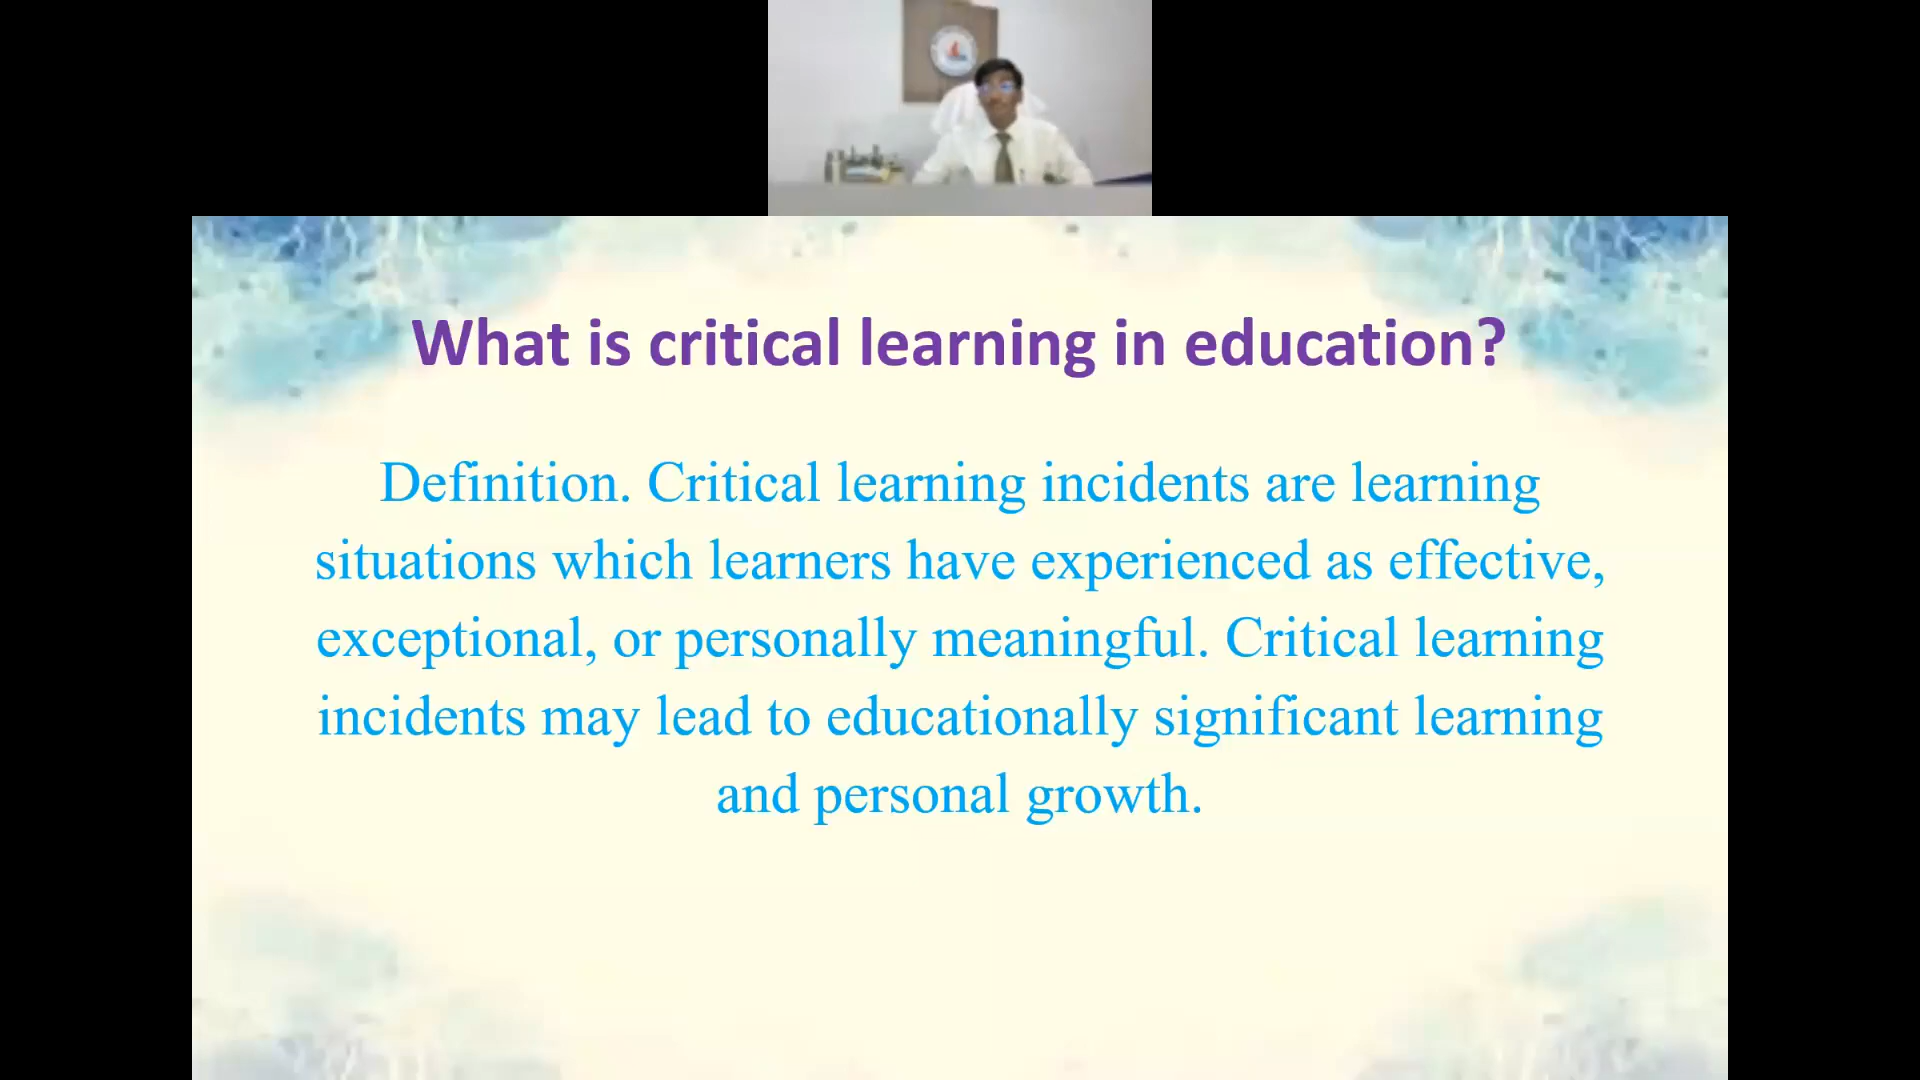 What is critical learning in education?
Definition. Critical learning incidents are learning
situations which learners have experienced as effective,
exceptional, or personally meaningful. Critical learning
incidents may lead to educationally significant learning
and personal growth.